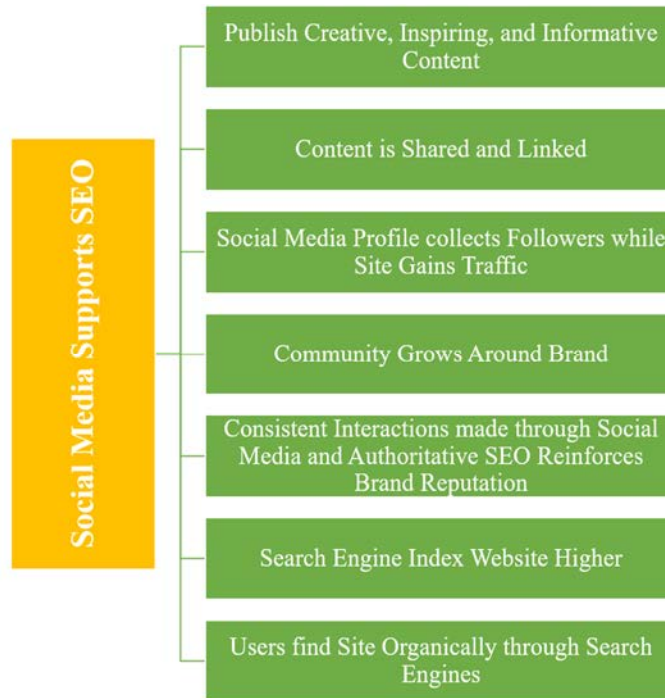 Social Media Supports SEO
Publish Creative, Inspiring, and Informative
Content
Content is Shared and Linked
Social Media Profile collects Followers while
Site Gains Traffic
Community Grows Around Brand
Consistent Interactions made through Social
Media and Authoritative SEO Reinforces
Brand Reputation
Search Engine Index Website Higher
Users find Site Organically through Search
Engines